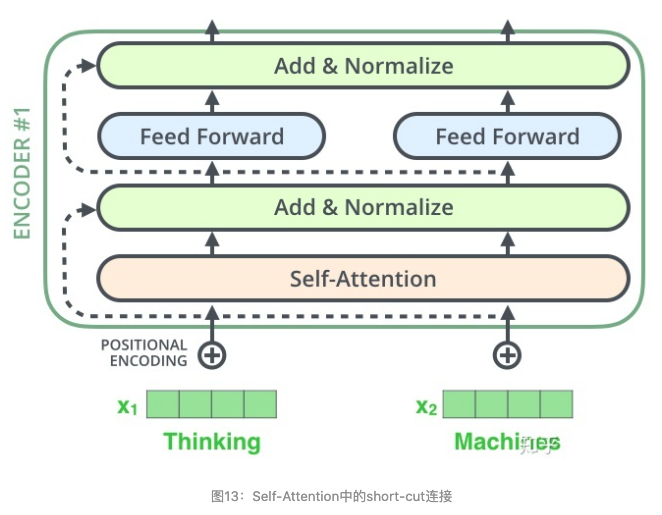 Add & Normalize
Feed Forward
Feed Forward
ENCODER #1
Add & Normalize
Self-Attention
POSITIONAL
ENCODING
x1
x2
Thinking
Machines
知乎
图13：Self-Attention中的short-cut连接